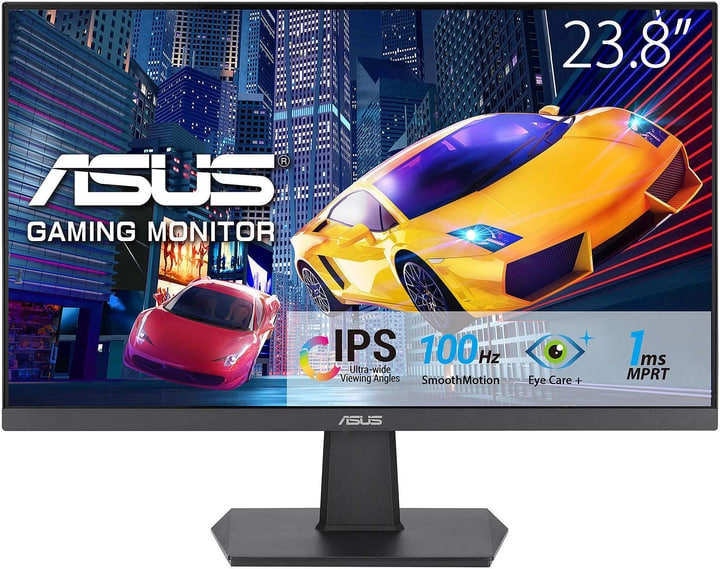 23.8"
ASUS®
GAMING MONITOR
IPS
Ultra-wide
Viewing Angles
100Hz
SmoothMotion
Eye Care +
1ms
MPRT
ASUS